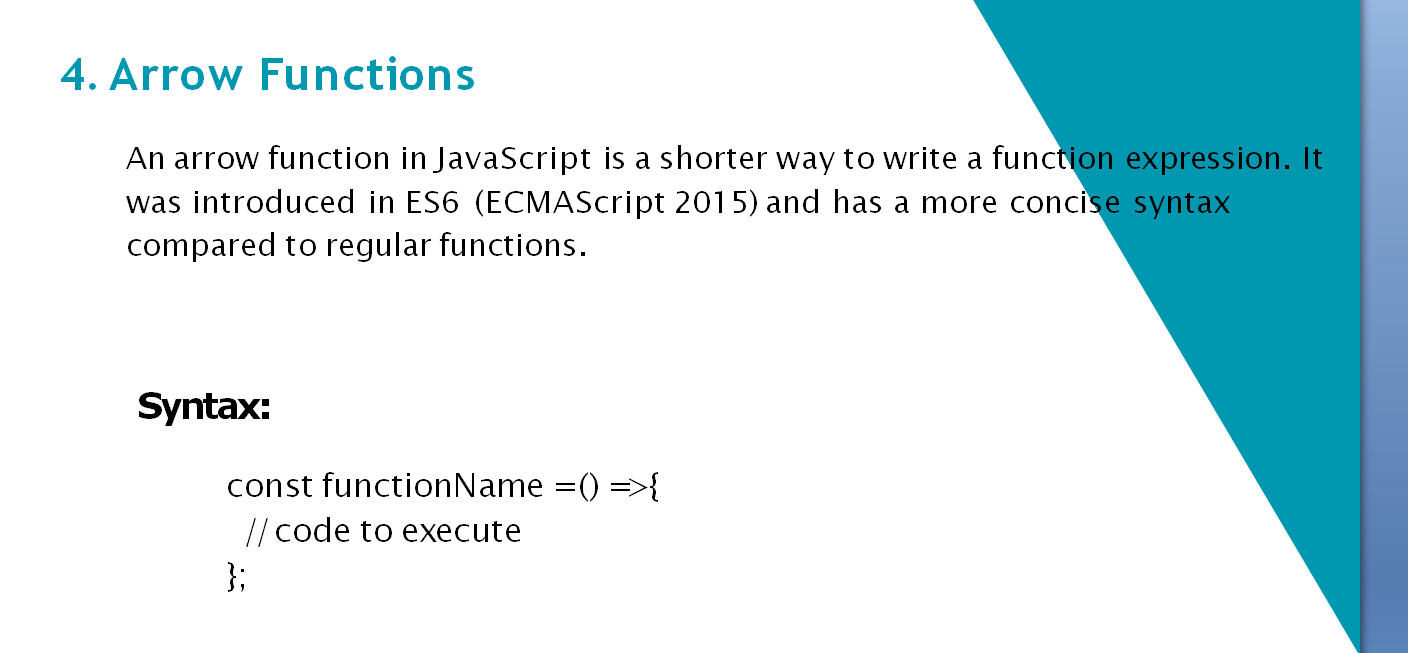 4. Arrow Functions
An arrow function in JavaScript is a shorter way to write a function expression. It
was introduced in ES6 (ECMAScript 2015) and has a more concise syntax
compared to regular functions.
Syntax:
const functionName =() =>{
// code to execute
};